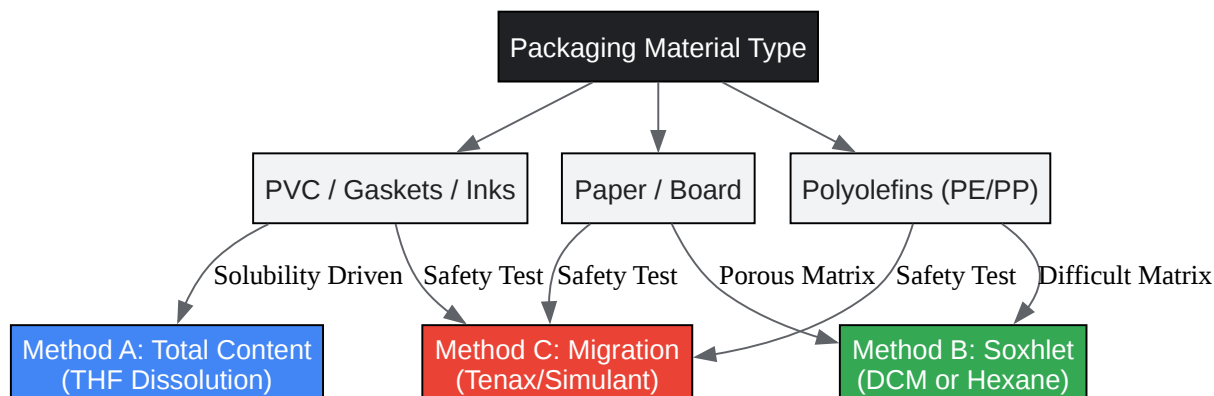 Packaging Material Type
PVC / Gaskets / Inks
Paper / Board
Polyolefins (PE/PP)
Solubility Driven
Safety Test
Safety Test
Porous Matrix
Safety Test
Difficult Matrix
Method A: Total Content
(THF Dissolution)
Method C: Migration
(Tenax/Simulant)
Method B: Soxhlet
(DCM or Hexane)